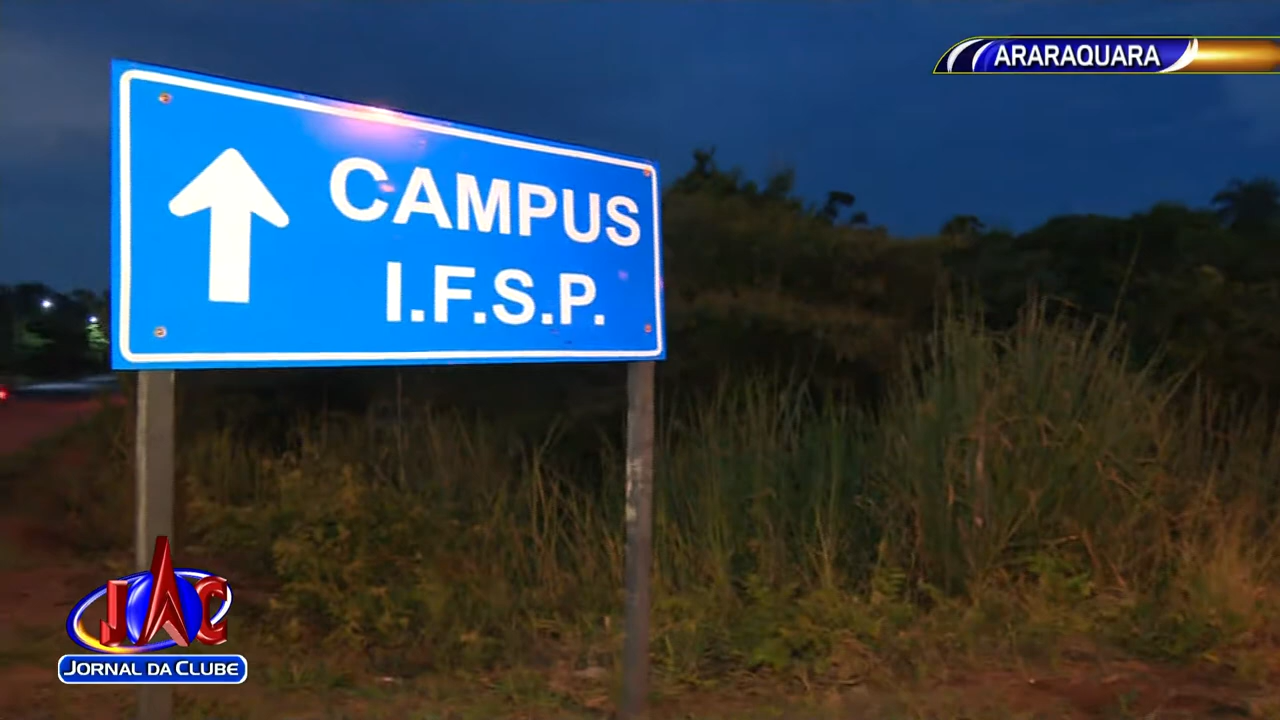 ARARAQUARA
CAMPUS
I.F.S.P.
JAC
JORNAL DA CLUBE